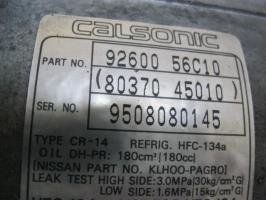 CALSONIC
PART NO. 92600 56C10
(80370 45010)
SER. NO. 9508080145
TYPE CR-14 REFRIG. HFC-134a
OIL DH-PR: 180cm³ [180cc]
[NISSAN PART NO. KLH00-PAGR0]
LEAK TEST HIGH SIDE: 3.0MPa [30kg/cm²G]
LOW SIDE: 1.6MPa [15kg/cm²G]